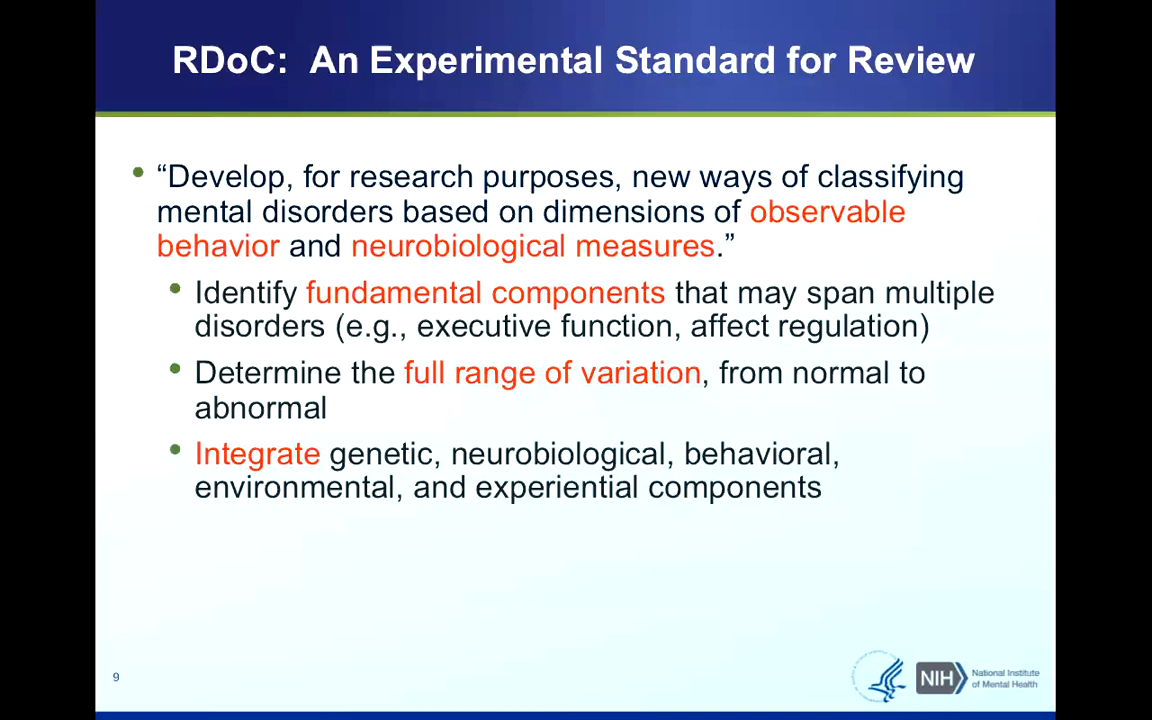 RDoC: An Experimental Standard for Review
• “Develop, for research purposes, new ways of classifying
mental disorders based on dimensions of observable
behavior and neurobiological measures.”
• Identify fundamental components that may span multiple
disorders (e.g., executive function, affect regulation)
• Determine the full range of variation, from normal to
abnormal
• Integrate genetic, neurobiological, behavioral,
environmental, and experiential components
9
NIH
National Institute
of Mental Health